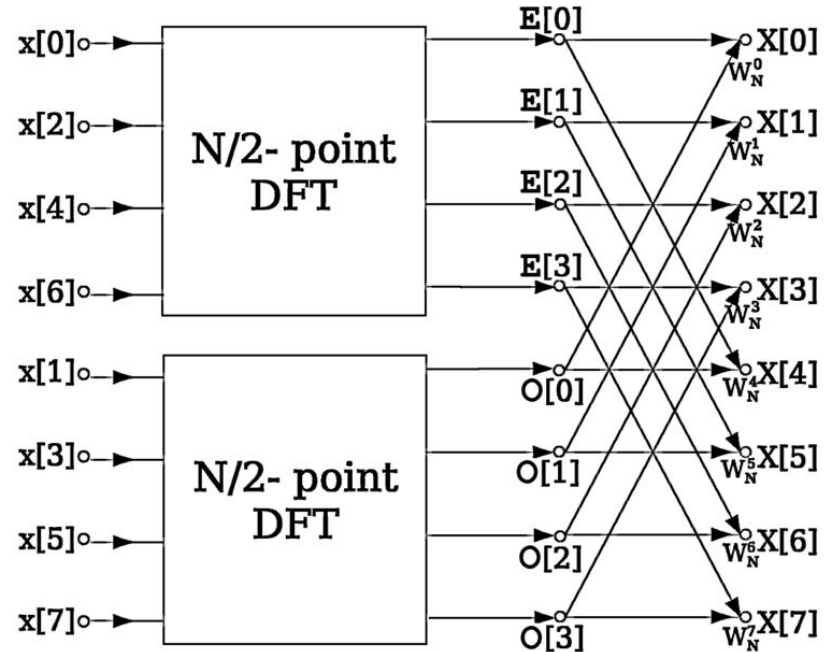 x[0]
x[2]
x[4]
x[6]
N/2- point
DFT
x[1]
x[3]
x[5]
x[7]
N/2- point
DFT
E[0]
E[1]
E[2]
E[3]
O[0]
O[1]
O[2]
O[3]
X[0]
W_N^0
X[1]
W_N^1
X[2]
W_N^2
X[3]
W_N^3
X[4]
W_N^4
X[5]
W_N^5
X[6]
W_N^6
X[7]
W_N^7